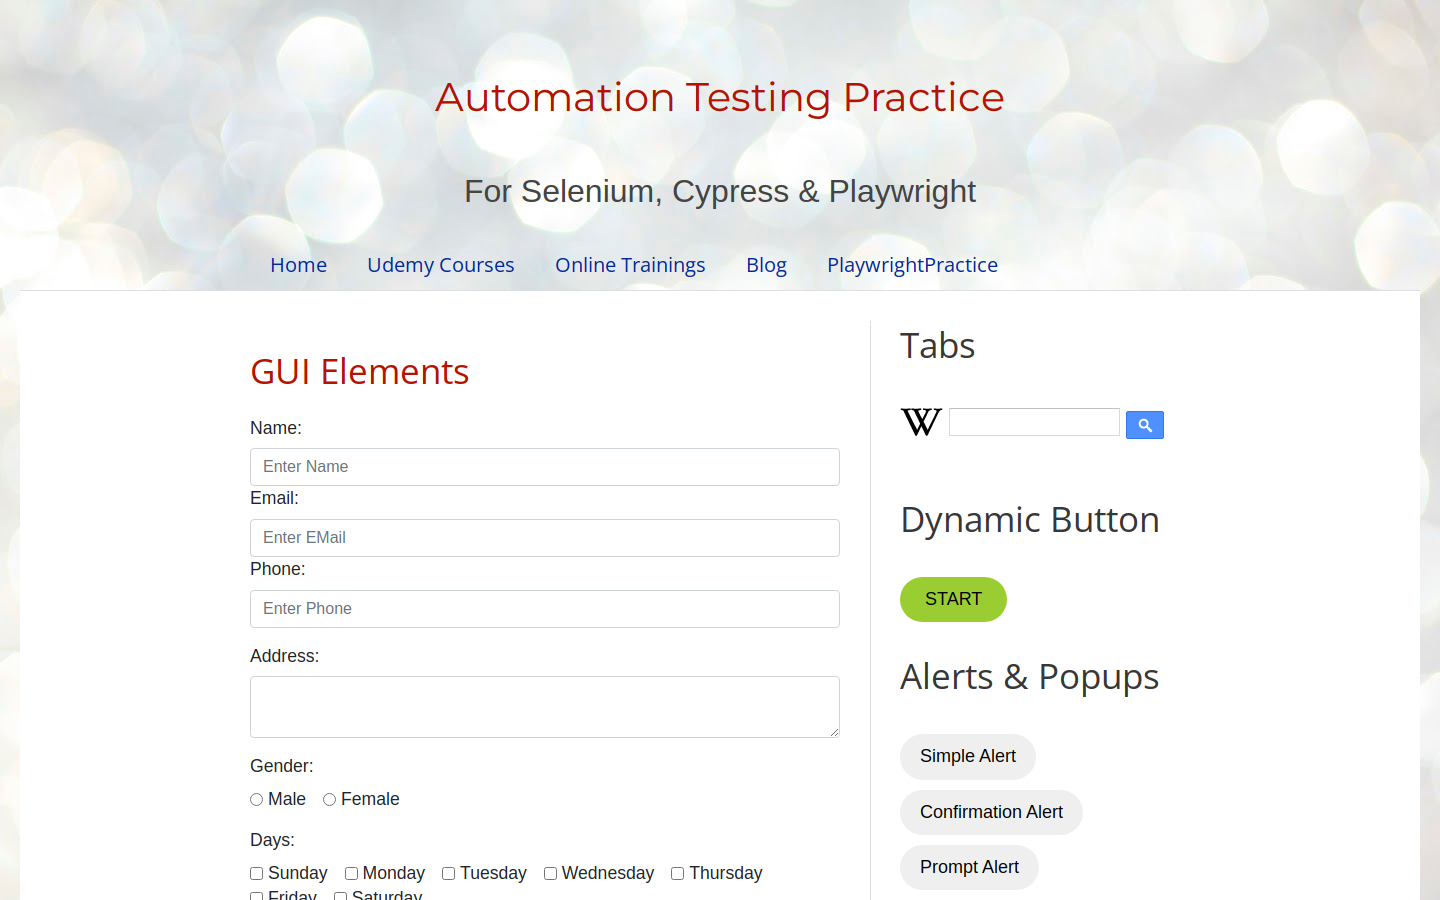 Automation Testing Practice
For Selenium, Cypress & Playwright
Home Udemy Courses Online Trainings Blog PlaywrightPractice
GUI Elements
Name:
Enter Name
Email:
Enter EMail
Phone:
Enter Phone
Address:
Gender:
Male Female
Days:
Sunday Monday Tuesday Wednesday Thursday
Friday Saturday
Tabs
W
Dynamic Button
START
Alerts & Popups
Simple Alert
Confirmation Alert
Prompt Alert